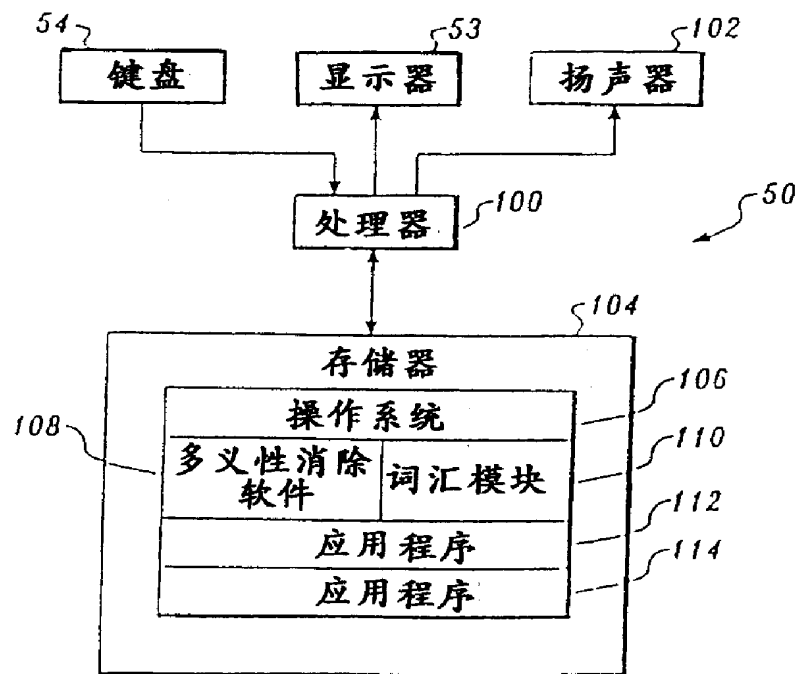 54
53
102
键盘
显示器
扬声器
处理器
100
50
104
存储器
106
操作系统
108
110
多义性消除
软件
词汇模块
112
应用程序
114
应用程序